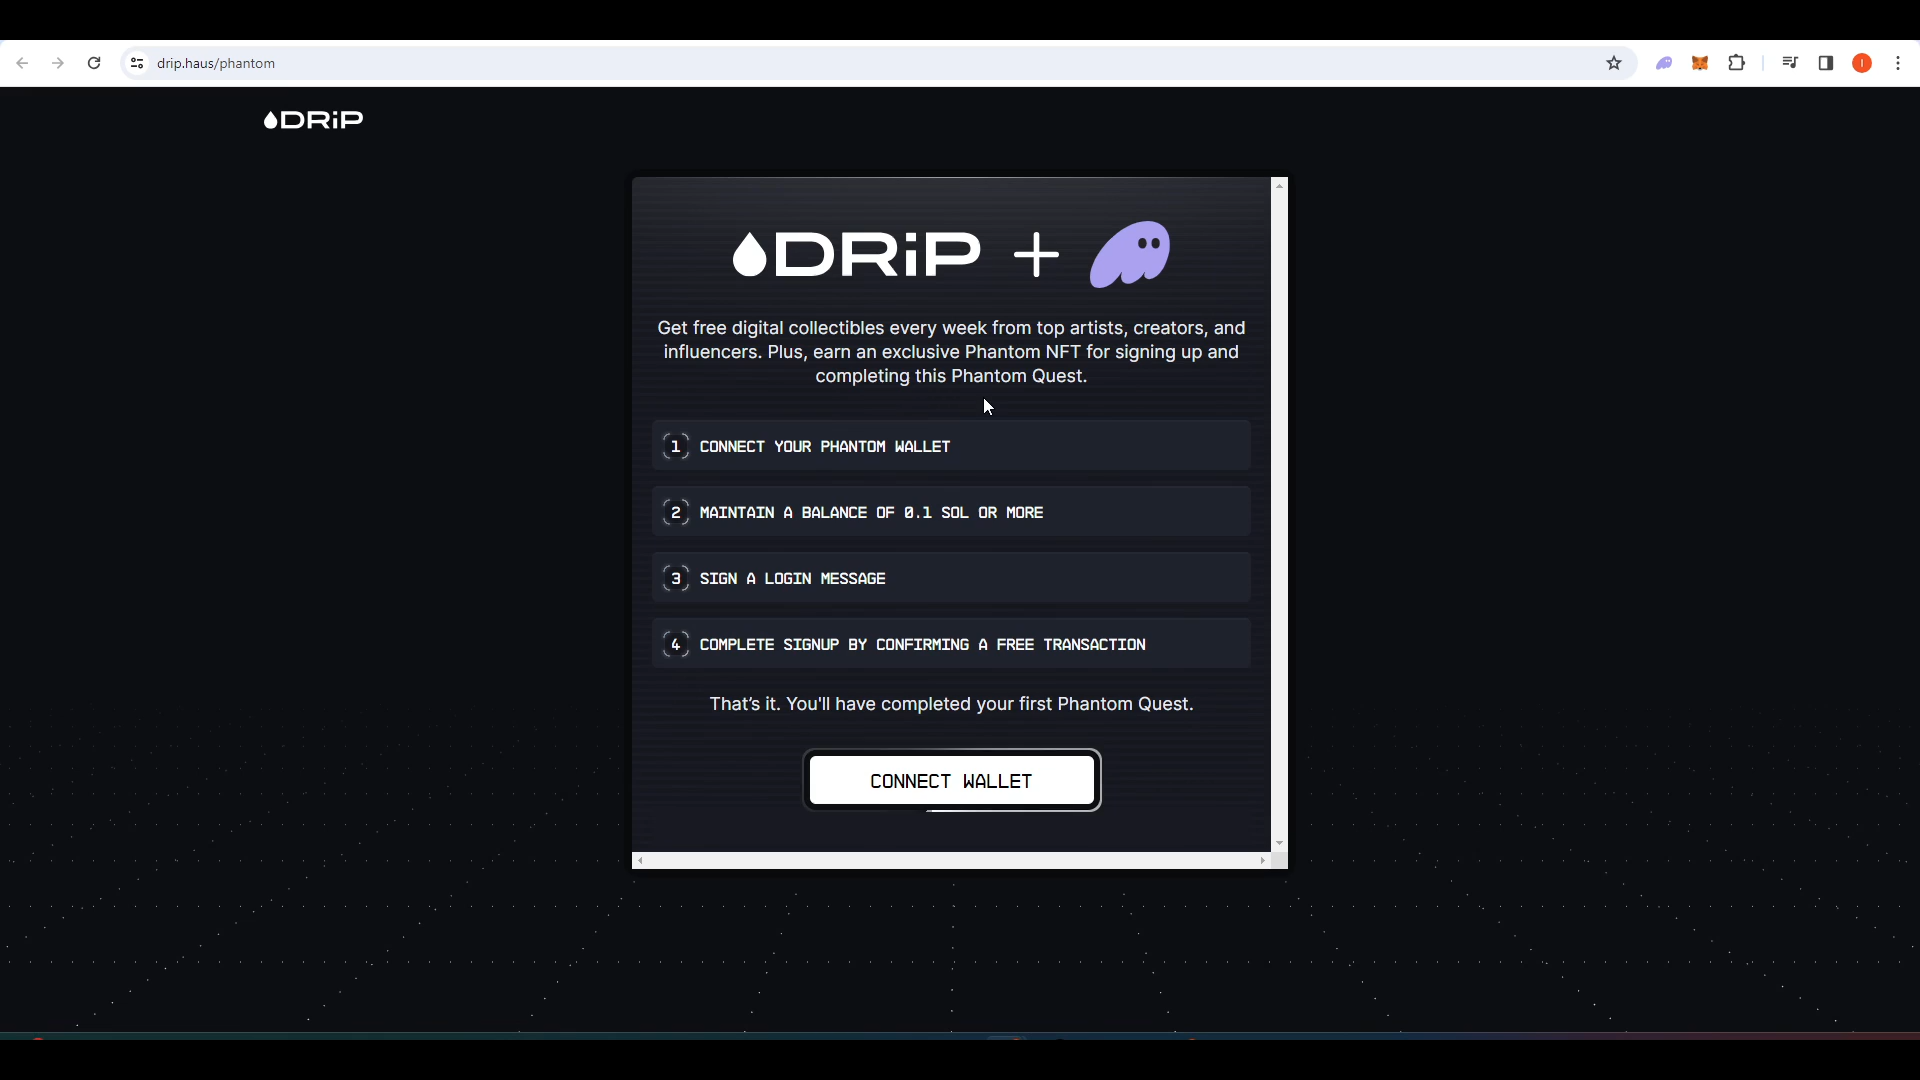 drip.haus/phantom
I
DRiP
DRiP +
Get free digital collectibles every week from top artists, creators, and
influencers. Plus, earn an exclusive Phantom NFT for signing up and
completing this Phantom Quest.
1 CONNECT YOUR PHANTOM WALLET
2 MAINTAIN A BALANCE OF 0.1 SOL OR MORE
3 SIGN A LOGIN MESSAGE
4 COMPLETE SIGNUP BY CONFIRMING A FREE TRANSACTION
That's it. You'll have completed your first Phantom Quest.
CONNECT WALLET